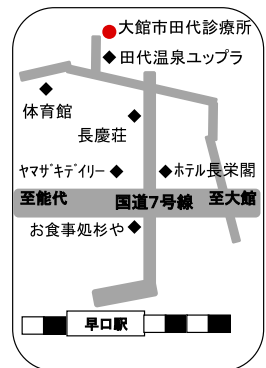 大館市田代診療所
田代温泉ユップラ
体育館
長慶荘
ﾔﾏｻﾞｷﾃﾞｲﾘｰ
ﾎﾃﾙ長栄閣
至能代
国道7号線
至大館
お食事処杉や
早口駅